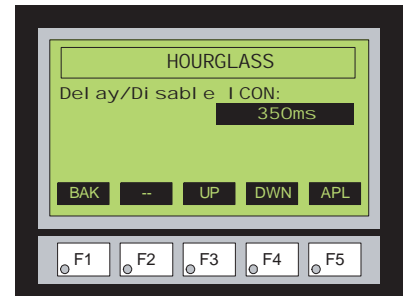 HOURGLASS
Delay/Disable ICON:
350ms
BAK -- UP DWN APL
F1 F2 F3 F4 F5